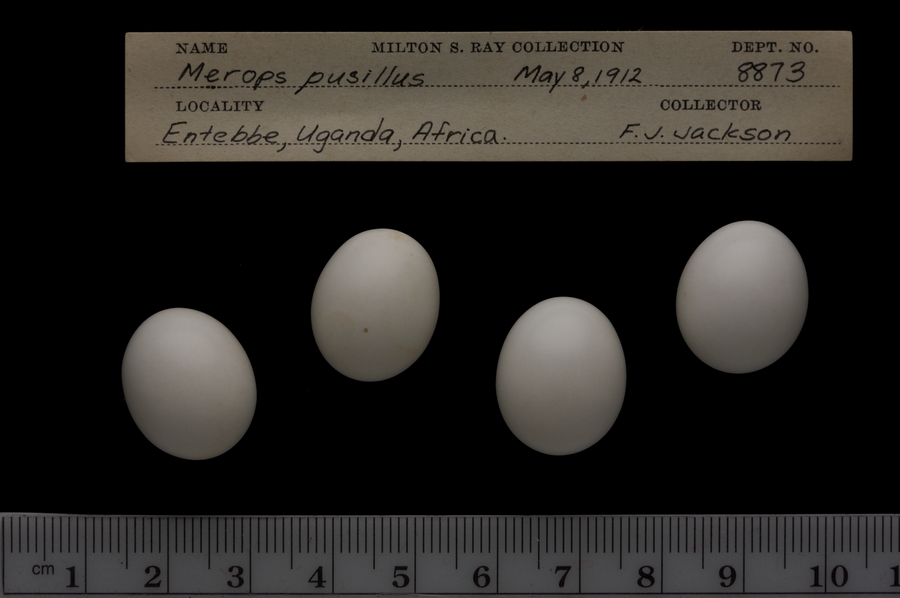 NAME MILTON S. RAY COLLECTION DEPT. NO.
Merops pusillus May 8, 1912 8873
LOCALITY COLLECTOR
Entebbe, Uganda, Africa. F. J. Jackson
cm 1 2 3 4 5 6 7 8 9 10 1